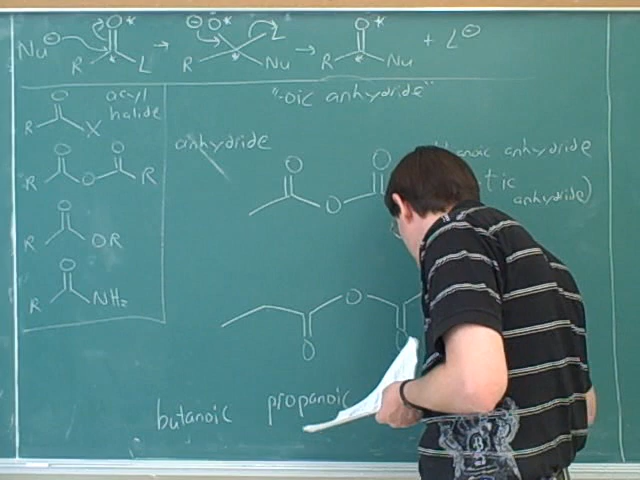 Nu⊖ O* R L → ⊖ O* L R Nu → O* R Nu + L⊖
"-oic anhydride"
O R X
acyl
halide
O O R O R
O R OR
O R NH₂
anhydride
O O O
anoic anhydride
tic
anhydride)
O O O
butanoic propanoic